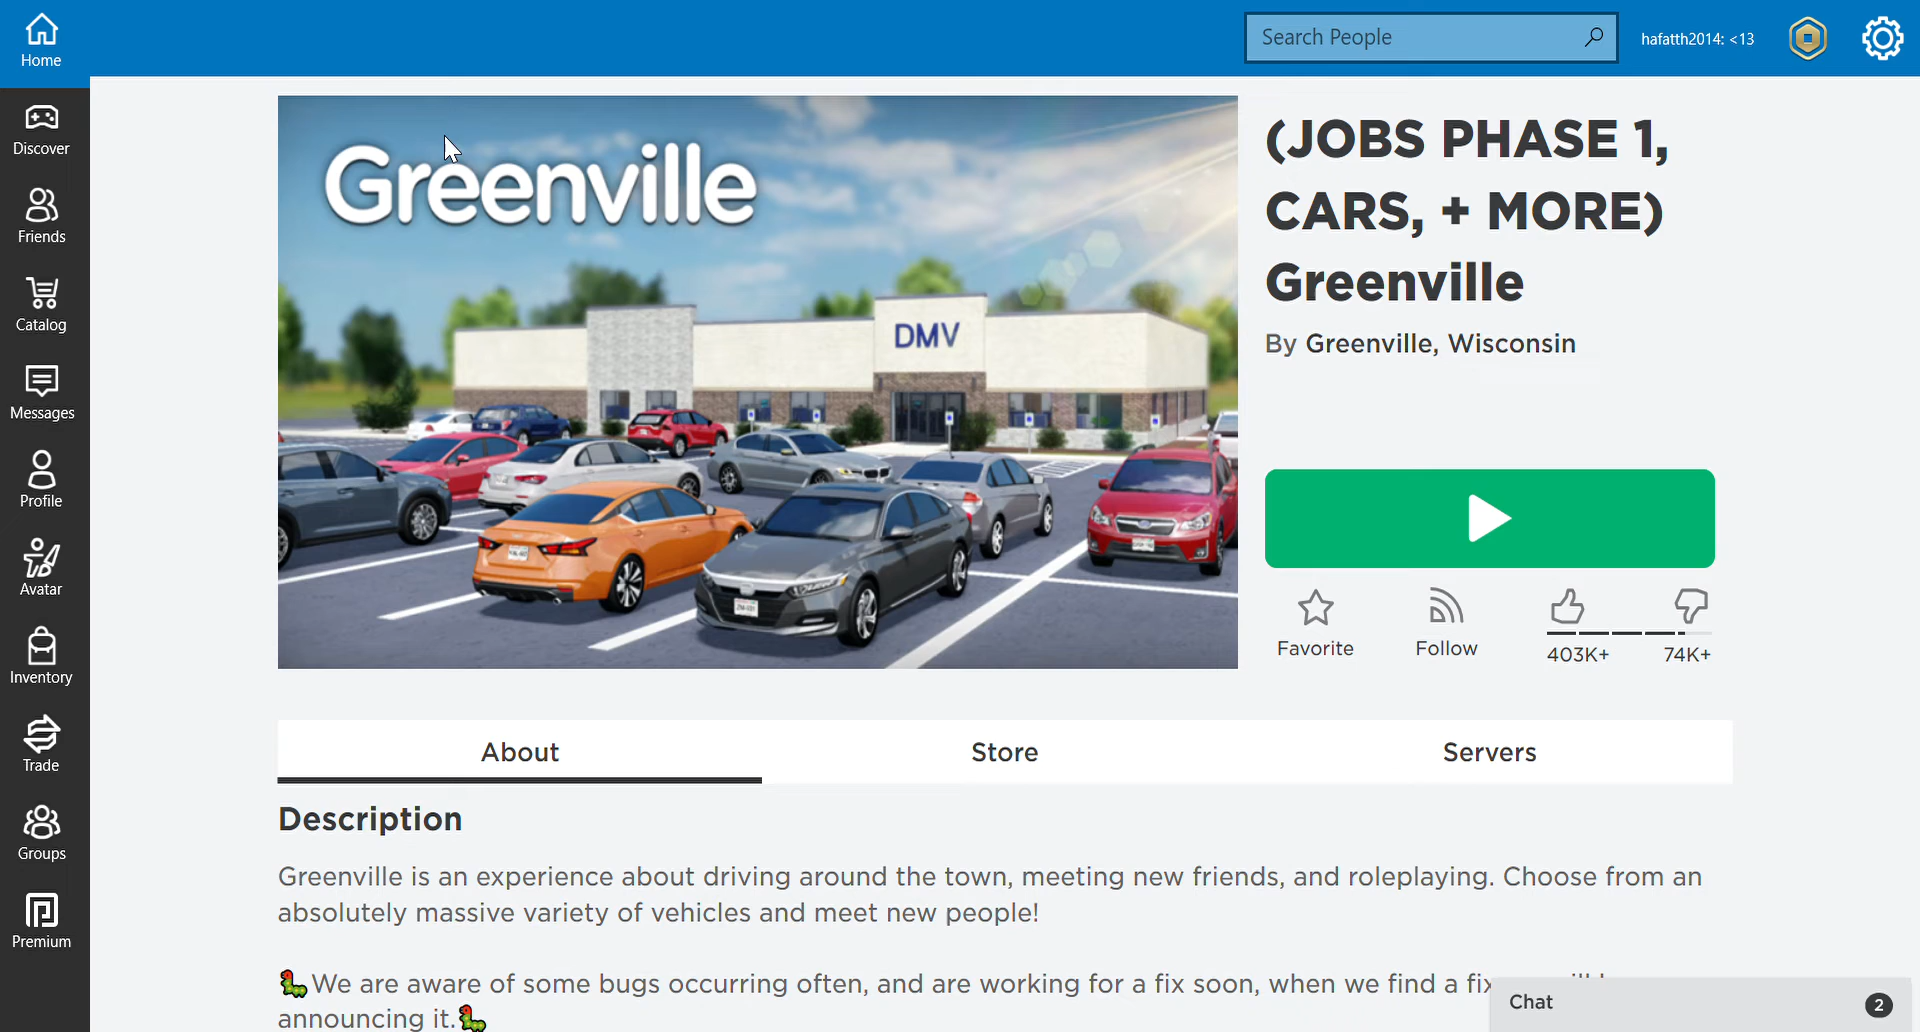 Home
Search People
hafatth2014: <13
Discover
Friends
Catalog
Messages
Profile
Avatar
Inventory
Trade
Groups
Premium
Greenville
DMV
(JOBS PHASE 1,
CARS, + MORE)
Greenville
By Greenville, Wisconsin
Favorite
Follow
403K+
74K+
About
Store
Servers
Description
Greenville is an experience about driving around the town, meeting new friends, and roleplaying. Choose from an
absolutely massive variety of vehicles and meet new people!
🐛We are aware of some bugs occurring often, and are working for a fix soon, when we find a fix
announcing it.🐛
Chat
2